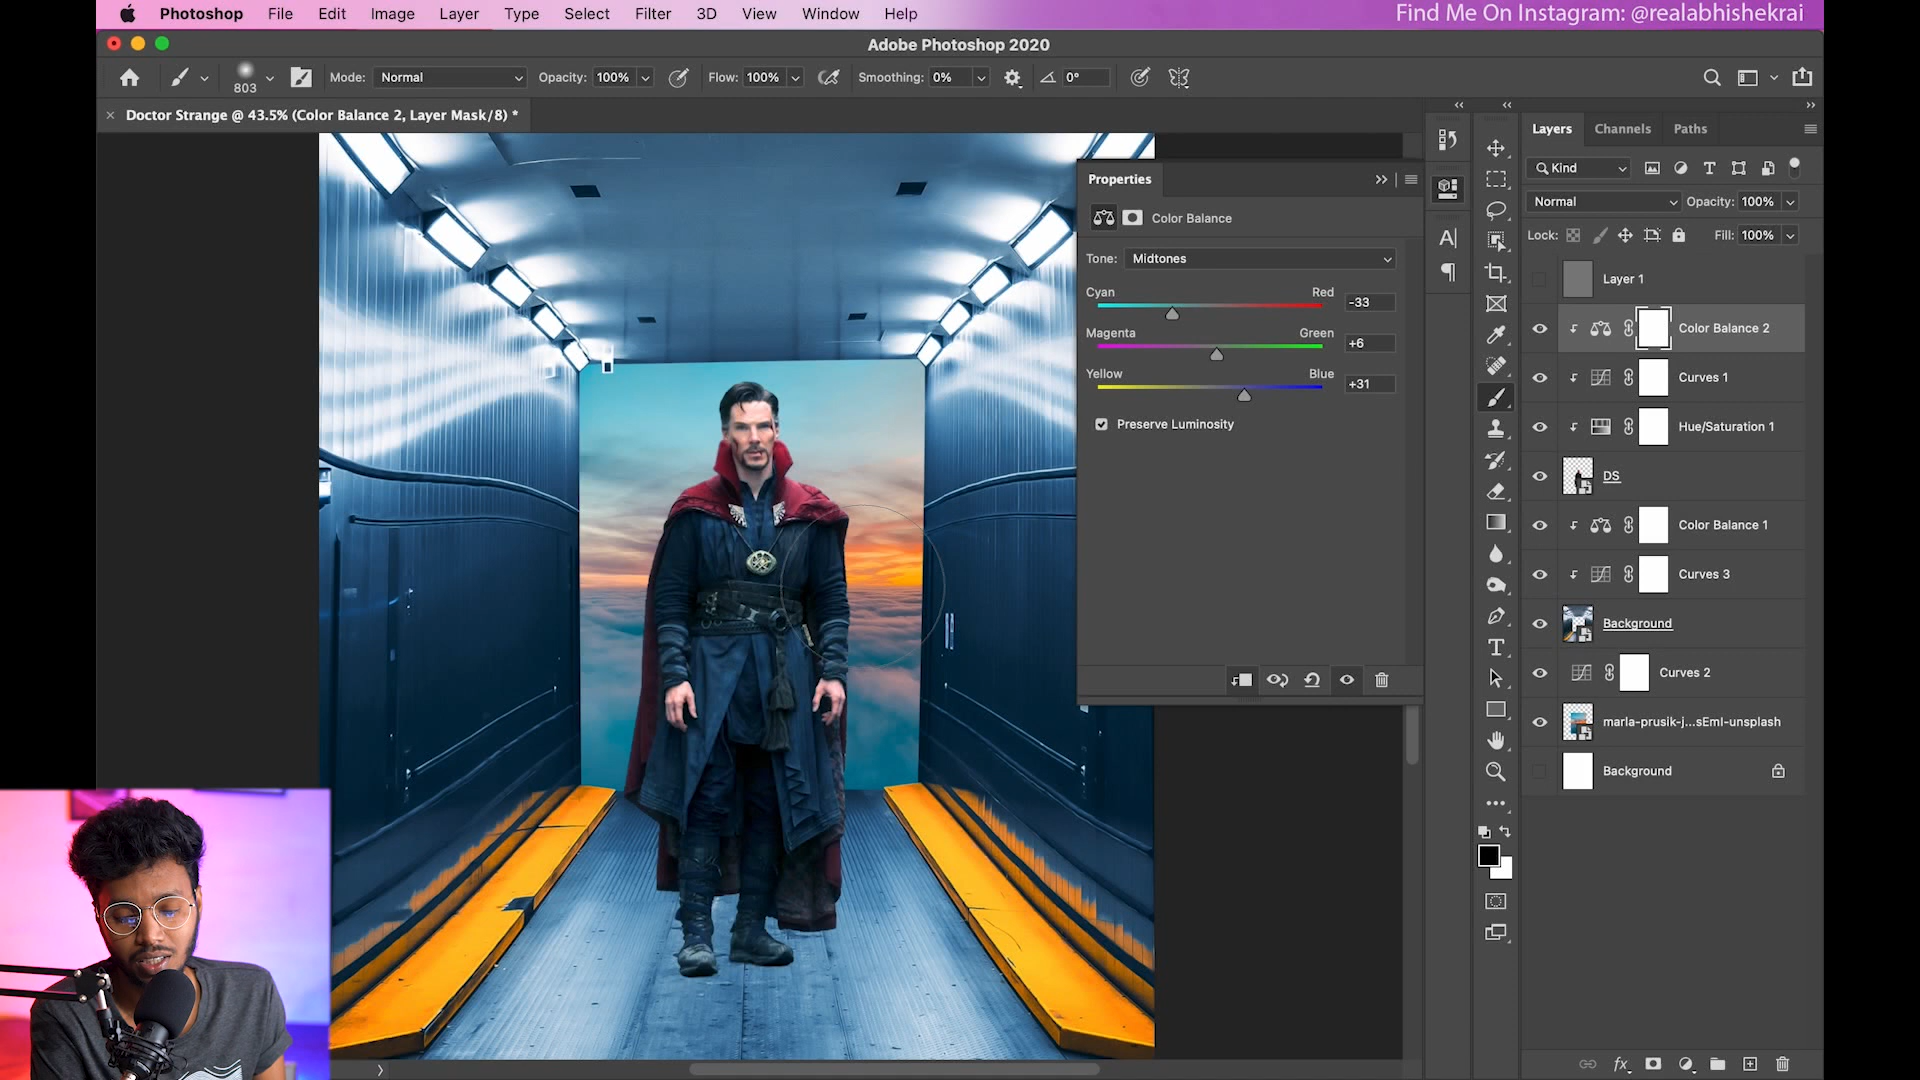 Photoshop File Edit Image Layer Type Select Filter 3D View Window Help
Find Me On Instagram: @realabhishekrai
Adobe Photoshop 2020
803
Mode: Normal Opacity: 100% Flow: 100% Smoothing: 0% 0°
Doctor Strange @ 43.5% (Color Balance 2, Layer Mask/8) *
Properties
Color Balance
Tone: Midtones
Cyan Red -33
Magenta Green +6
Yellow Blue +31
Preserve Luminosity
Layers Channels Paths
Kind
Normal Opacity: 100%
Lock: Fill: 100%
Layer 1
Color Balance 2
Curves 1
Hue/Saturation 1
DS
Color Balance 1
Curves 3
Background
Curves 2
marla-prusik-j...sEmI-unsplash
Background